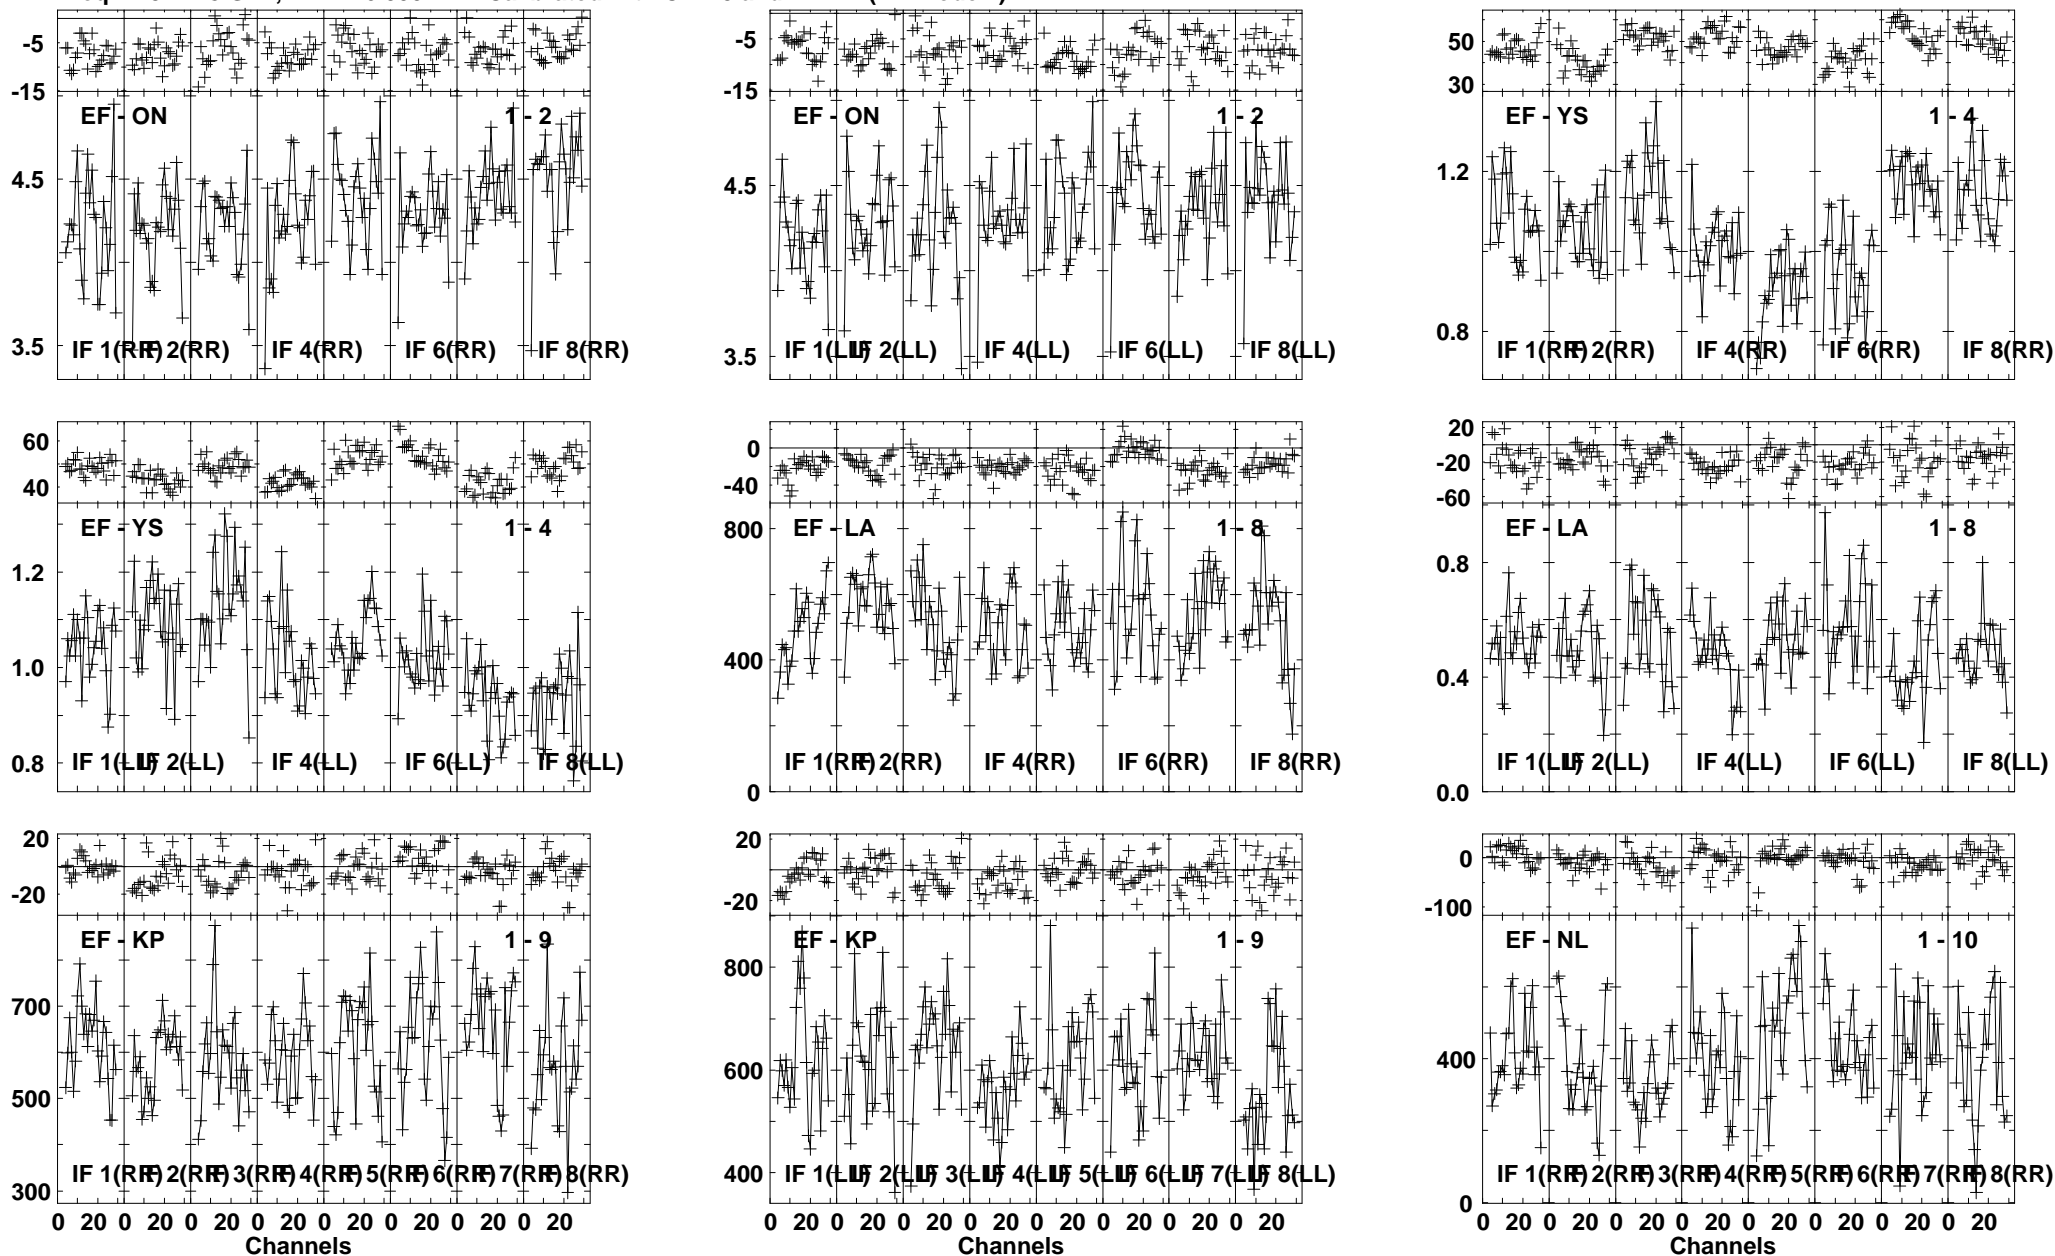 -5
-15
EF - ON 1 - 2
4.5
3.5
IF 1(RR) IF 2(RR) IF 4(RR) IF 6(RR) IF 8(RR)
-5
-15
EF - ON 1 - 2
4.5
3.5
IF 1(LL) IF 2(LL) IF 4(LL) IF 6(LL) IF 8(LL)
50
30
EF - YS 1 - 4
1.2
0.8
IF 1(RR) IF 2(RR) IF 4(RR) IF 6(RR) IF 8(RR)
60
40
EF - YS 1 - 4
1.2
1.0
0.8
IF 1(LL) IF 2(LL) IF 4(LL) IF 6(LL) IF 8(LL)
0
-40
EF - LA 1 - 8
800
400
0
IF 1(RR) IF 2(RR) IF 4(RR) IF 6(RR) IF 8(RR)
20
-20
-60
EF - LA 1 - 8
0.8
0.4
0.0
IF 1(LL) IF 2(LL) IF 4(LL) IF 6(LL) IF 8(LL)
20
-20
EF - KP 1 - 9
700
500
300
IF 1(RR) IF 2(RR) IF 3(RR) IF 4(RR) IF 5(RR) IF 6(RR) IF 7(RR) IF 8(RR)
0 20 0 20 0 20 0 20 0 20 0 20 0 20 0 20
Channels
20
-20
EF - KP 1 - 9
800
600
400
IF 1(LL) IF 2(LL) IF 3(LL) IF 4(LL) IF 5(LL) IF 6(LL) IF 7(LL) IF 8(LL)
0 20 0 20 0 20 0 20 0 20 0 20 0 20 0 20
Channels
0
-100
EF - NL 1 - 10
400
0
IF 1(RR) IF 2(RR) IF 3(RR) IF 4(RR) IF 5(RR) IF 6(RR) IF 7(RR) IF 8(RR)
0 20 0 20 0 20 0 20 0 20 0 20 0 20 0 20
Channels